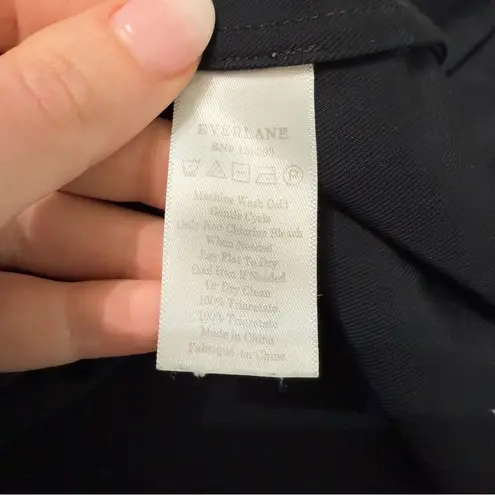 EVERLANE
RN#
P
Machine Wash Cold
Gentle Cycle
Only Non Chlorine Bleach
When Needed
Lay Flat To Dry
Cool Iron If Needed
Or Dry Clean
100% Triacetate
100% Triacetate
Made in China
Fabriqué en Chine